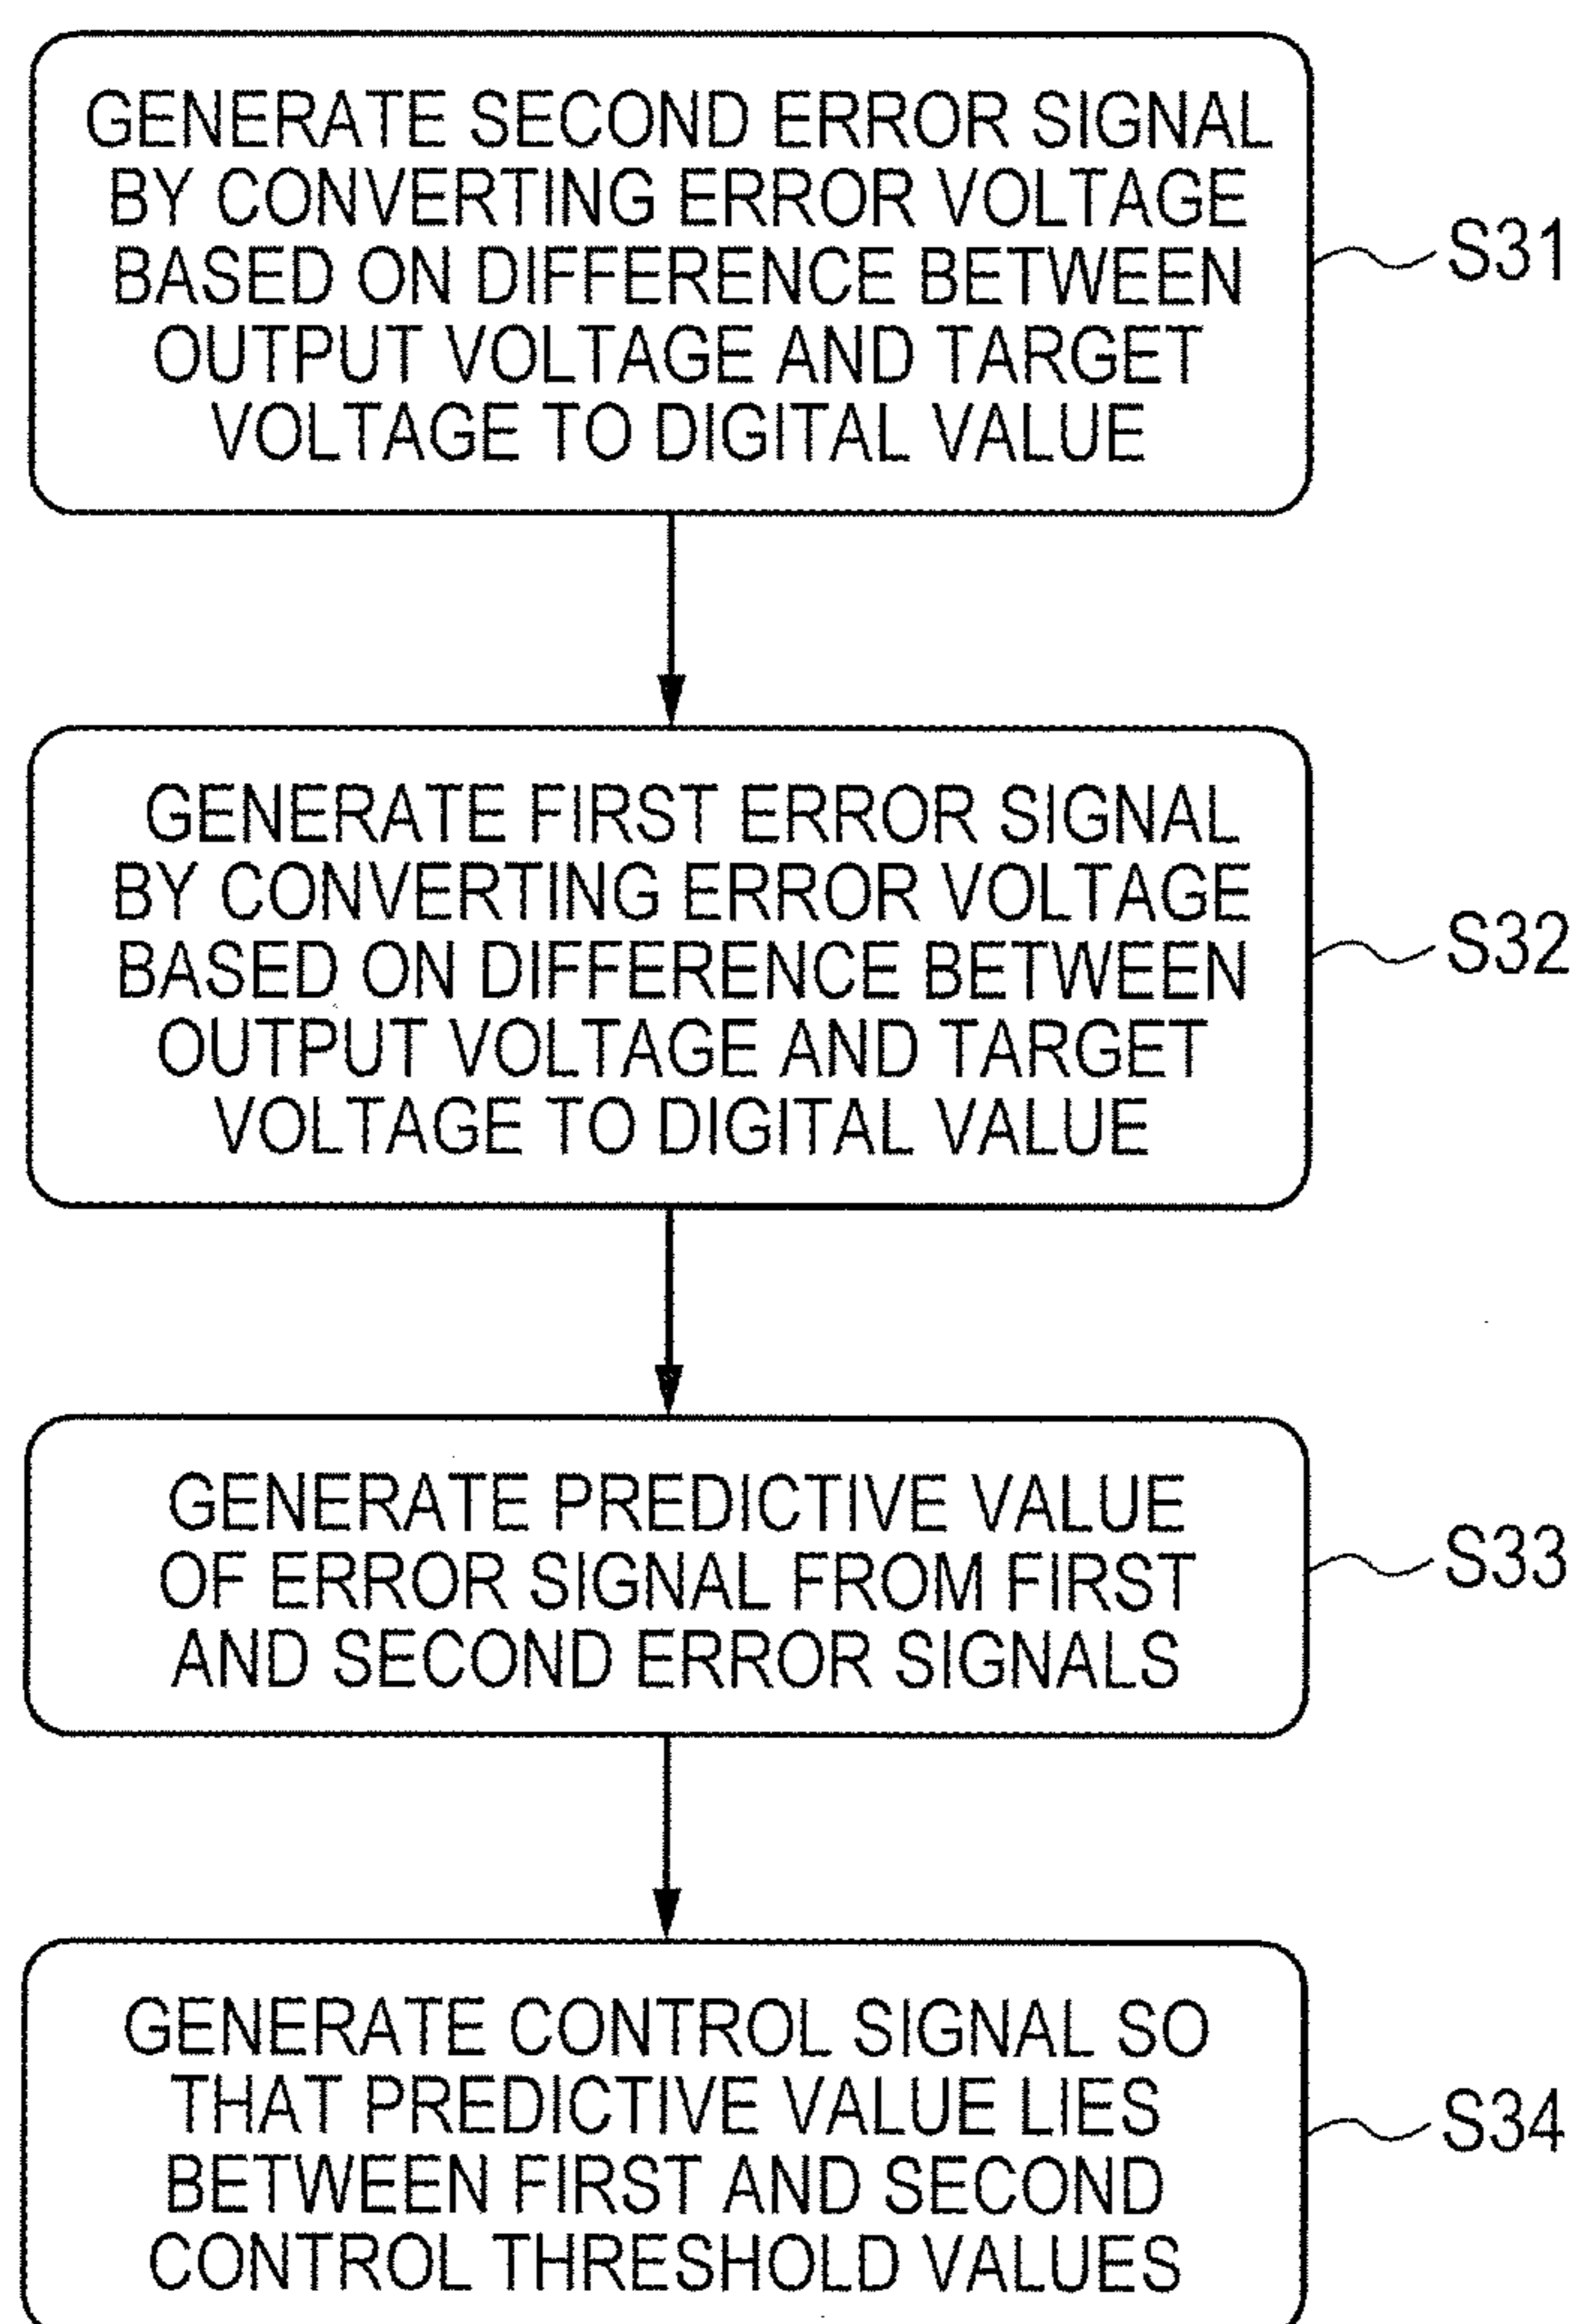 GENERATE SECOND ERROR SIGNAL
BY CONVERTING ERROR VOLTAGE
BASED ON DIFFERENCE BETWEEN
OUTPUT VOLTAGE AND TARGET
VOLTAGE TO DIGITAL VALUE
S31
GENERATE FIRST ERROR SIGNAL
BY CONVERTING ERROR VOLTAGE
BASED ON DIFFERENCE BETWEEN
OUTPUT VOLTAGE AND TARGET
VOLTAGE TO DIGITAL VALUE
S32
GENERATE PREDICTIVE VALUE
OF ERROR SIGNAL FROM FIRST
AND SECOND ERROR SIGNALS
S33
GENERATE CONTROL SIGNAL SO
THAT PREDICTIVE VALUE LIES
BETWEEN FIRST AND SECOND
CONTROL THRESHOLD VALUES
S34